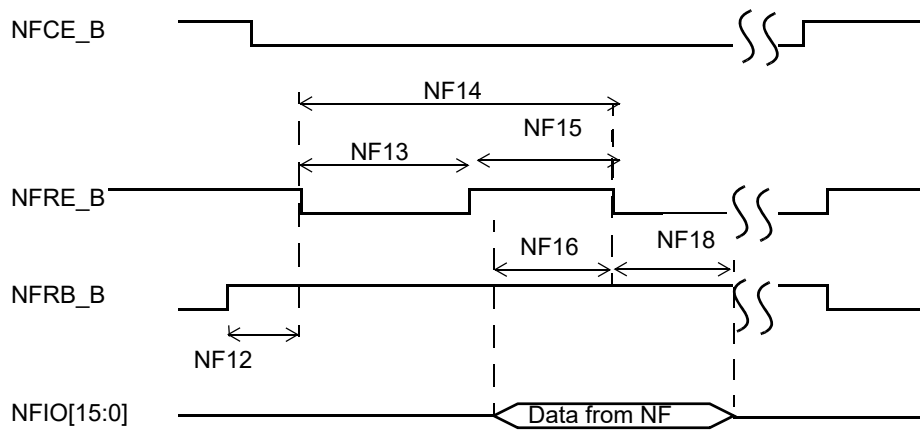 NFCE_B
NF14
NF15
NF13
NFRE_B
NF16
NF18
NFRB_B
NF12
NFIO[15:0]
Data from NF